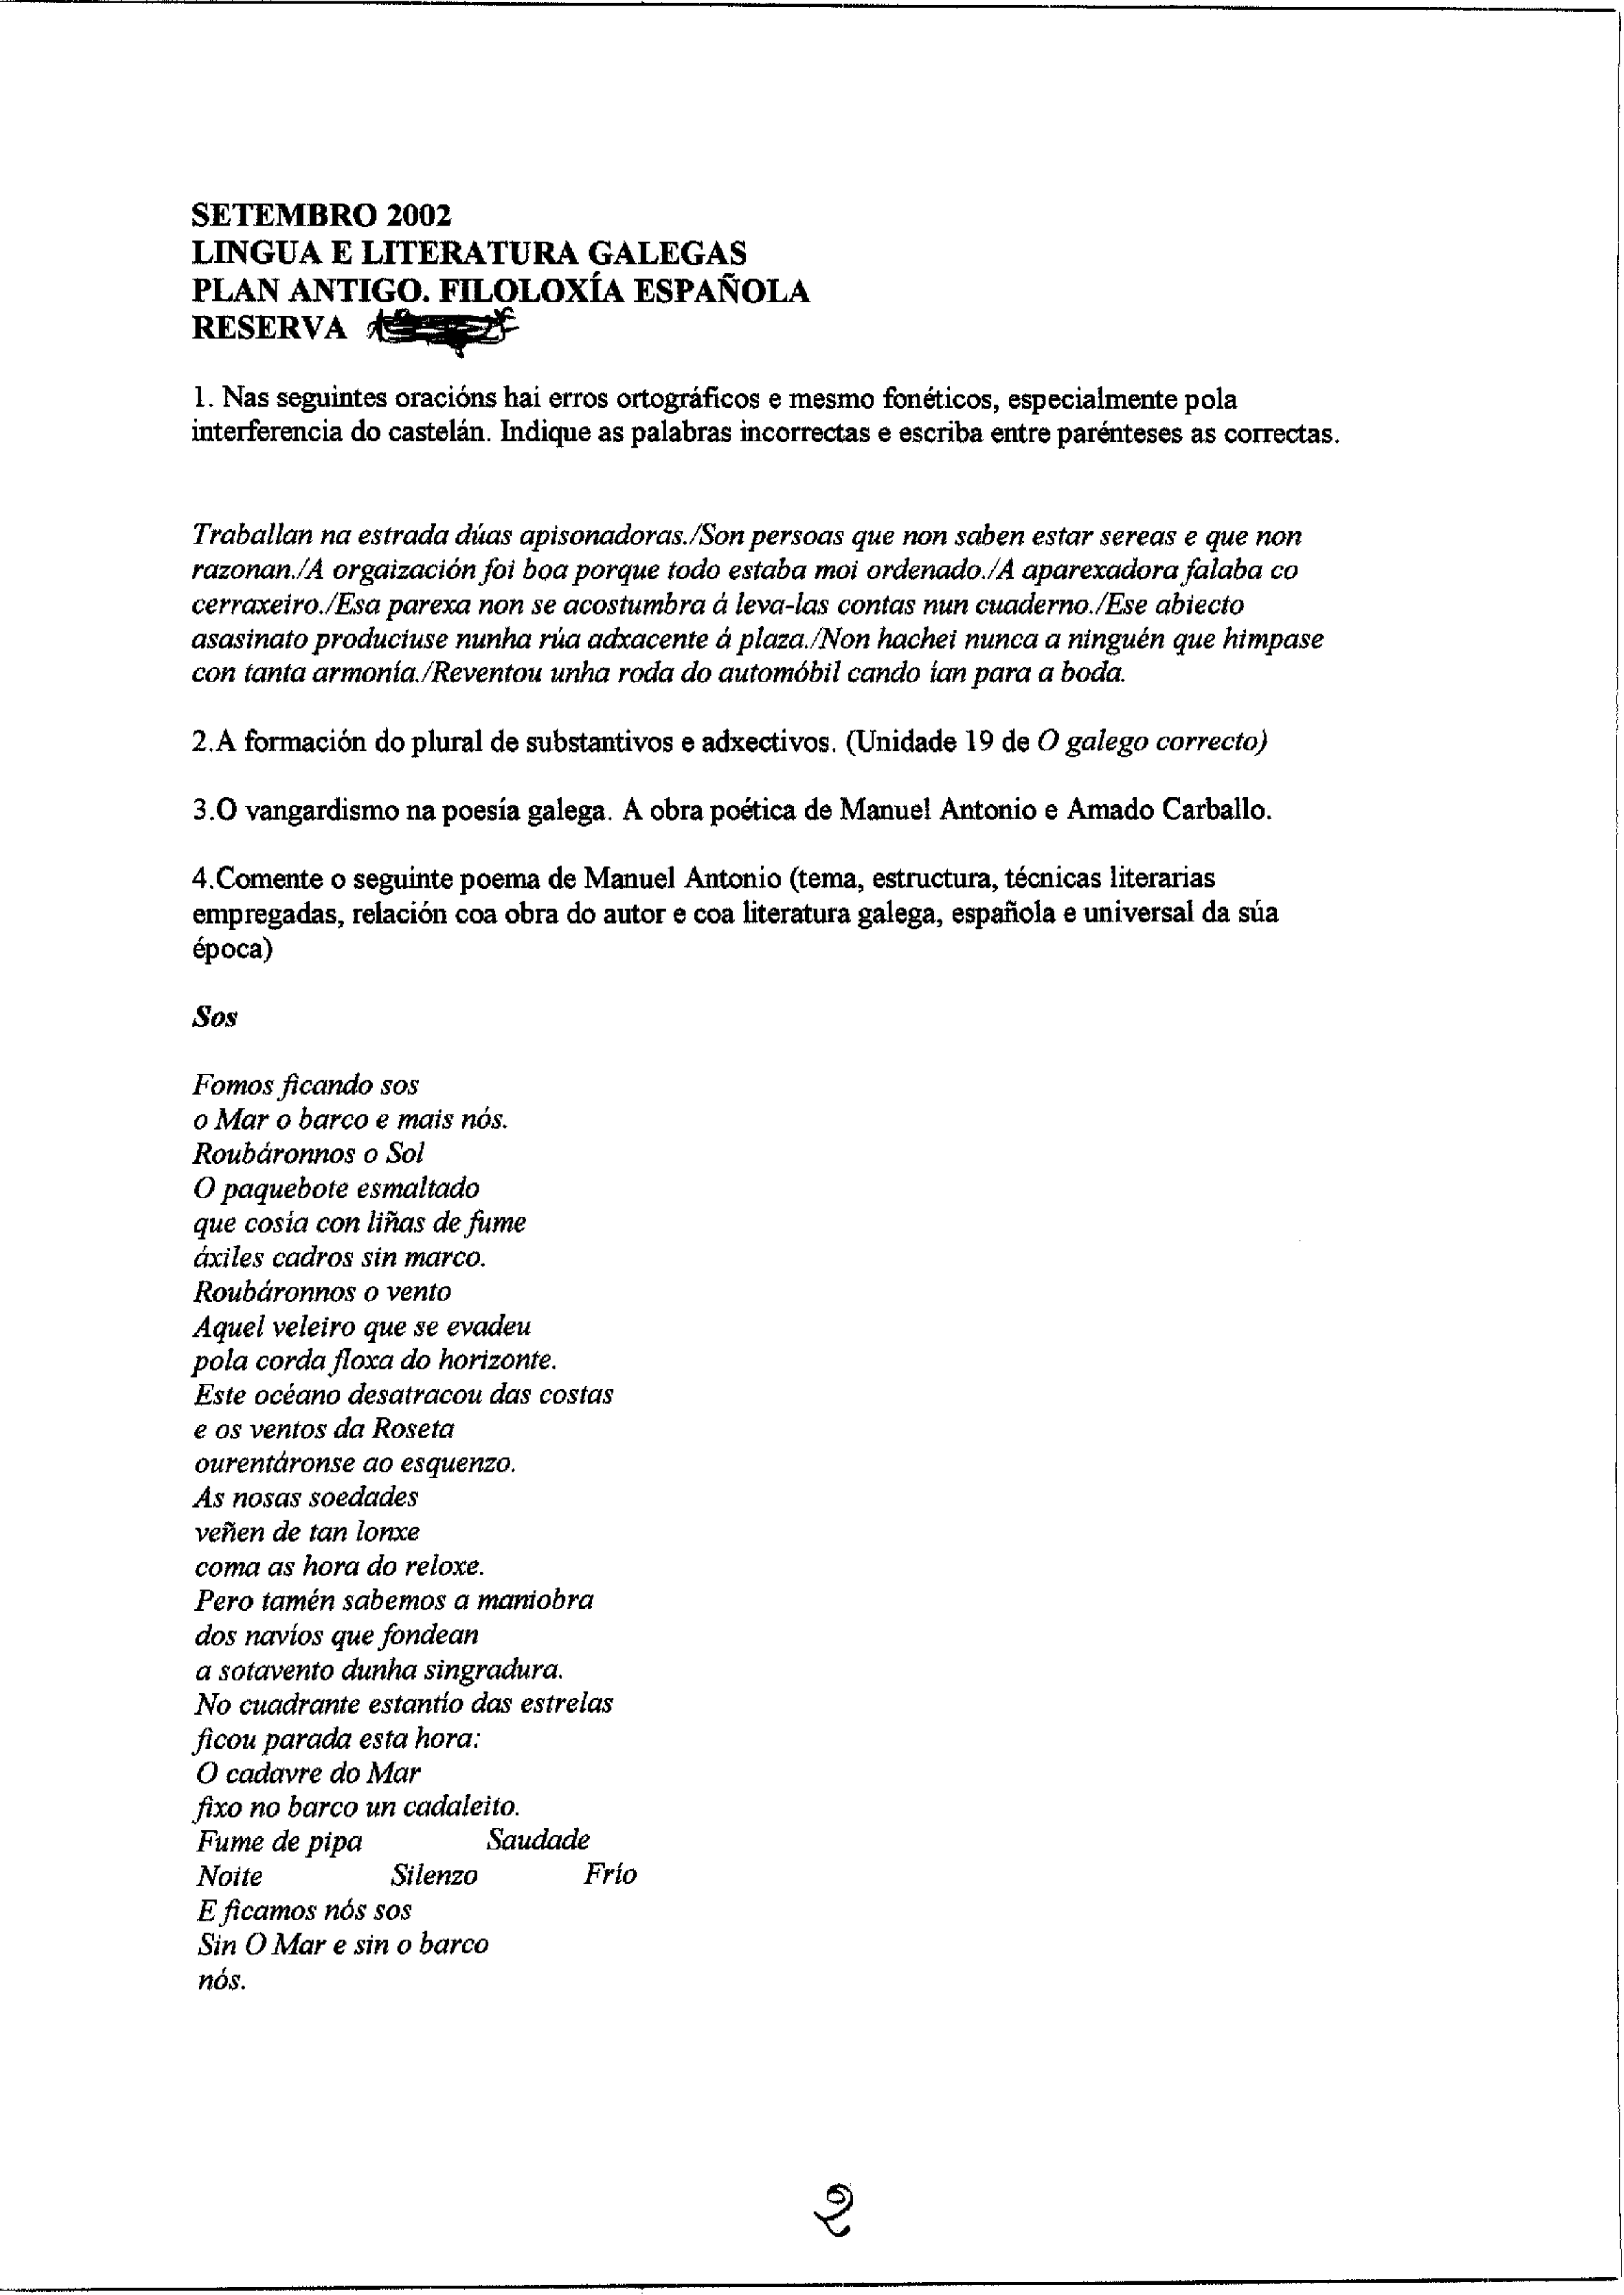 SETEMBRO 2002
LINGUA E LITERATURA GALEGAS
PLAN ANTIGO. FILOLOXÍA ESPAÑOLA
RESERVA
1. Nas seguintes oracións hai erros ortográficos e mesmo fonéticos, especialmente pola
interferencia do castelán. Indique as palabras incorrectas e escriba entre parénteses as correctas.
Traballan na estrada dúas apisonadoras./Son persoas que non saben estar sereas e que non
razonan./A orgaización foi boa porque todo estaba moi ordenado./A aparexadora falaba co
cerraxeiro./Esa parexa non se acostumbra á leva-las contas nun cuaderno./Ese abiecto
asasinato produciuse nunha rúa adxacente á plaza./Non hachei nunca a ninguén que himpase
con tanta armonía./Reventou unha roda do automóbil cando ían para a boda.
2.A formación do plural de substantivos e adxectivos. (Unidade 19 de O galego correcto)
3.O vangardismo na poesía galega. A obra poética de Manuel Antonio e Amado Carballo.
4.Comente o seguinte poema de Manuel Antonio (tema, estructura, técnicas literarias
empregadas, relación coa obra do autor e coa literatura galega, española e universal da súa
época)
Sos
Fomos ficando sos
o Mar o barco e mais nós.
Roubáronnos o Sol
O paquebote esmaltado
que cosía con liñas de fume
áxiles cadros sin marco.
Roubáronnos o vento
Aquel veleiro que se evadeu
pola corda floxa do horizonte.
Este océano desatracou das costas
e os ventos da Roseta
ourentáronse ao esquenzo.
As nosas soedades
veñen de tan lonxe
coma as hora do reloxe.
Pero tamén sabemos a maniobra
dos navíos que fondean
a sotavento dunha singradura.
No cuadrante estantío das estrelas
ficou parada esta hora:
O cadavre do Mar
fixo no barco un cadaleito.
Fume de pipa Saudade
Noite Silenzo Frío
E ficamos nós sos
Sin O Mar e sin o barco
nós.
2